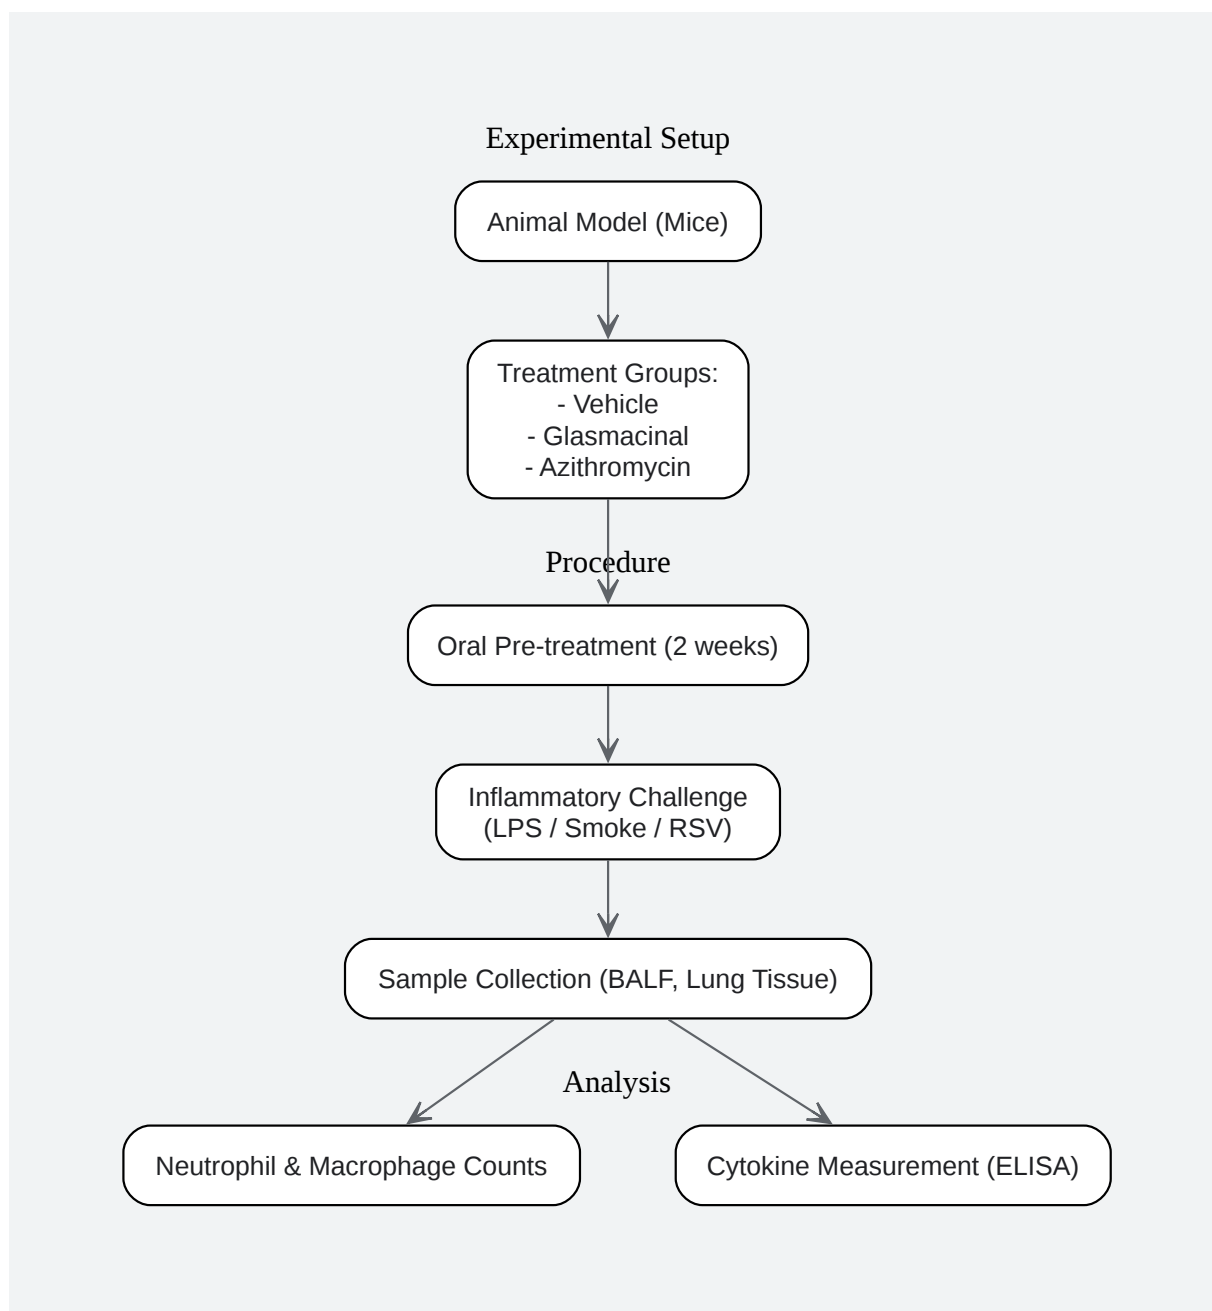 Experimental Setup
Animal Model (Mice)
Treatment Groups:
- Vehicle
- Glasmacinal
- Azithromycin
Procedure
Oral Pre-treatment (2 weeks)
Inflammatory Challenge
(LPS / Smoke / RSV)
Sample Collection (BALF, Lung Tissue)
Analysis
Neutrophil & Macrophage Counts
Cytokine Measurement (ELISA)